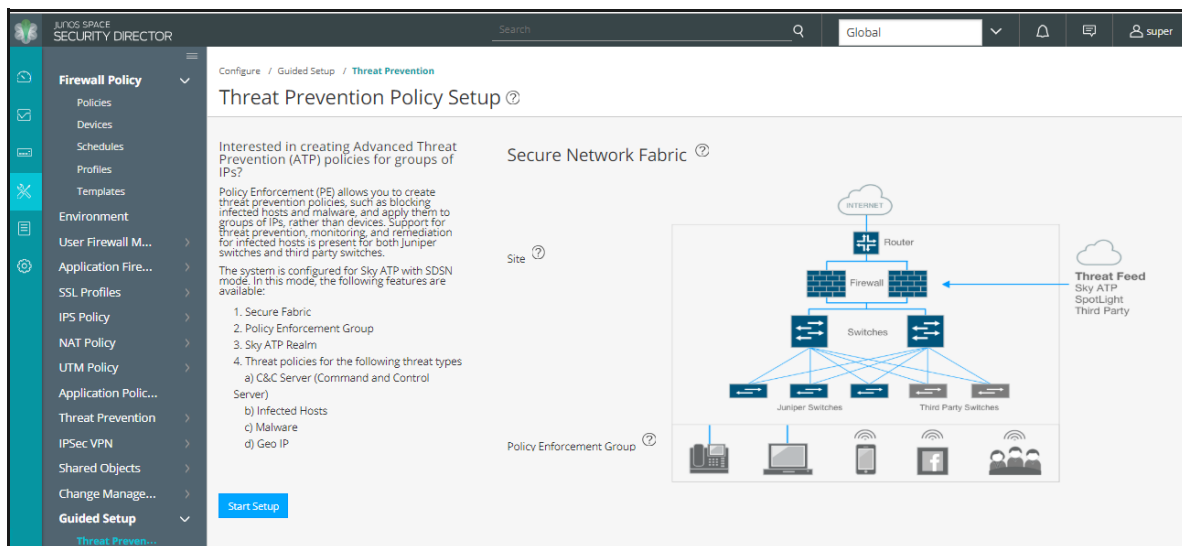 JUNOS SPACE
SECURITY DIRECTOR
Search
Global
super
Firewall Policy
Policies
Devices
Schedules
Profiles
Templates
Environment
User Firewall M...
Application Fire...
SSL Profiles
IPS Policy
NAT Policy
UTM Policy
Application Polic...
Threat Prevention
IPSec VPN
Shared Objects
Change Manage...
Guided Setup
Threat Preven...
Configure / Guided Setup / Threat Prevention
Threat Prevention Policy Setup ?
Interested in creating Advanced Threat
Prevention (ATP) policies for groups of
IPs?
Policy Enforcement (PE) allows you to create
threat prevention policies, such as blocking
infected hosts and malware, and apply them to
groups of IPs, rather than devices. Support for
threat prevention, monitoring, and remediation
for infected hosts is present for both Juniper
switches and third party switches.
The system is configured for Sky ATP with SDSN
mode. In this mode, the following features are
available:
1. Secure Fabric
2. Policy Enforcement Group
3. Sky ATP Realm
4. Threat policies for the following threat types
a) C&C Server (Command and Control
Server)
b) Infected Hosts
c) Malware
d) Geo IP
Start Setup
Secure Network Fabric ?
Site ?
Policy Enforcement Group ?
INTERNET
Router
Firewall
Switches
Juniper Switches
Third Party Switches
Threat Feed
Sky ATP
SpotLight
Third Party